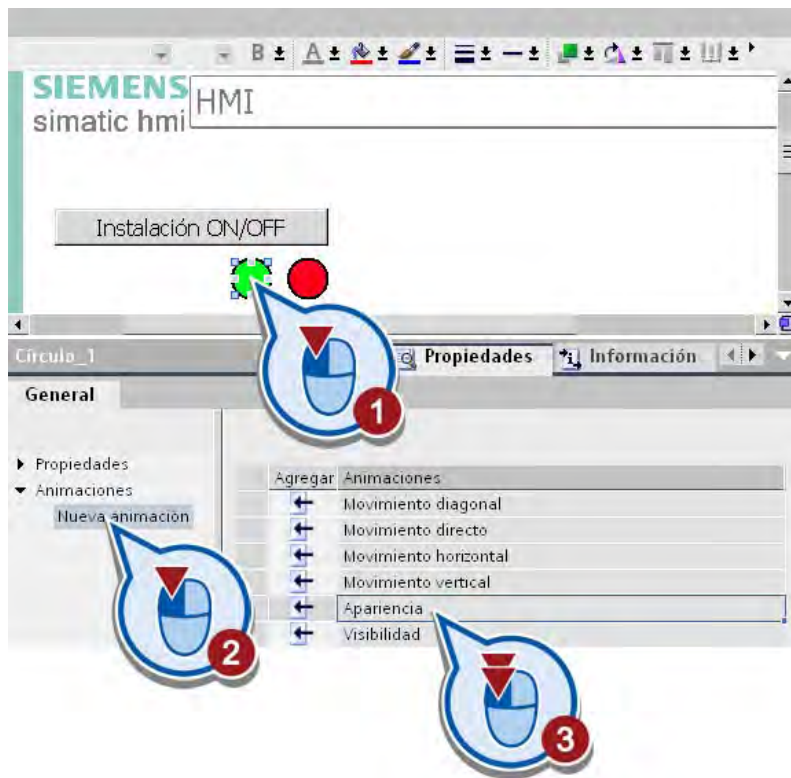 B A
SIEMENS
simatic hmi
HMI
Instalación ON/OFF
1
Círculo_1
Propiedades
Información
General
Propiedades
Animaciones
Nueva animación
2
Agregar Animaciones
Movimiento diagonal
Movimiento directo
Movimiento horizontal
Movimiento vertical
Apariencia
Visibilidad
3